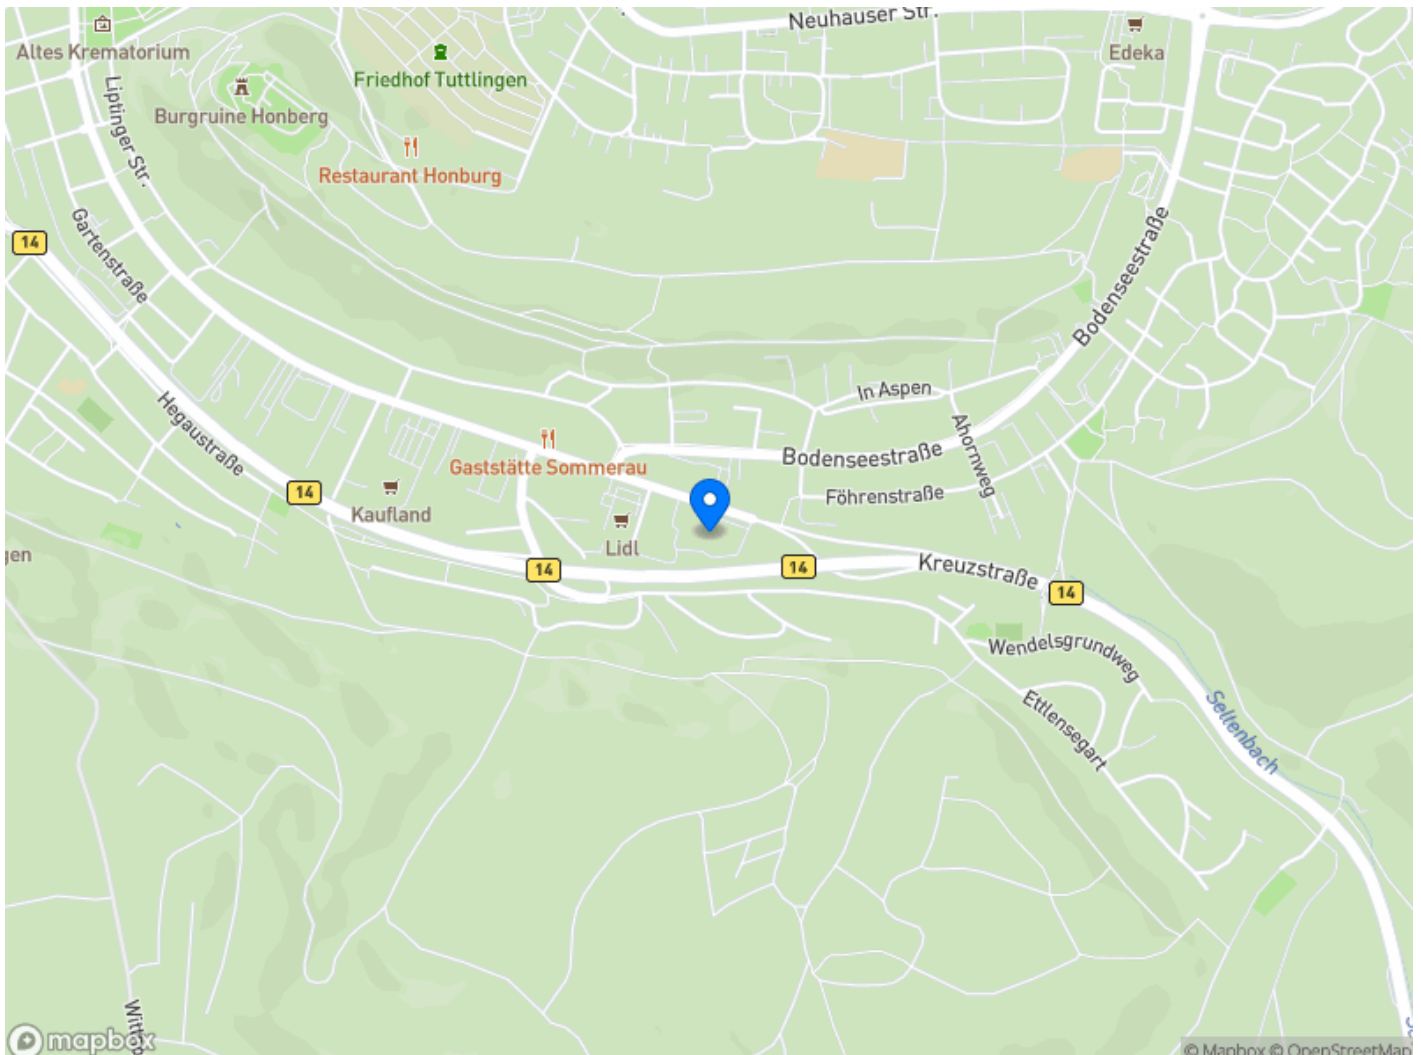 Neuhauser Str.
Altes Krematorium
Edeka
Friedhof Tuttlingen
Liptinger Str.
Burgruine Honberg
Restaurant Honburg
14
Gartenstraße
Bodenseestraße
In Aspen
Hegaustraße
Ahornweg
Bodenseestraße
Gaststätte Sommerau
14
Föhrenstraße
Kaufland
Lidl
gen
14
14
Kreuzstraße
14
Wendelsgrundweg
Ettlensegart
Seltenbach
mapbox
© Mapbox © OpenStreetMap